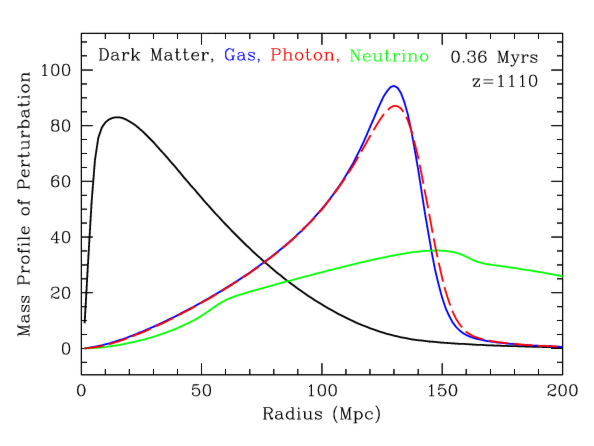 Dark Matter, Gas, Photon, Neutrino
0.36 Myrs
z=1110
Mass Profile of Perturbation
100
80
60
40
20
0
0 50 100 150 200
Radius (Mpc)